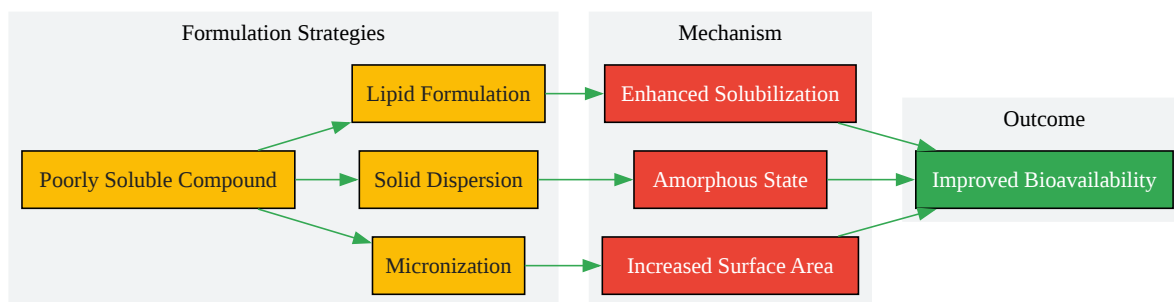 Formulation Strategies
Mechanism
Outcome
Lipid Formulation
Enhanced Solubilization
Poorly Soluble Compound
Solid Dispersion
Amorphous State
Improved Bioavailability
Micronization
Increased Surface Area